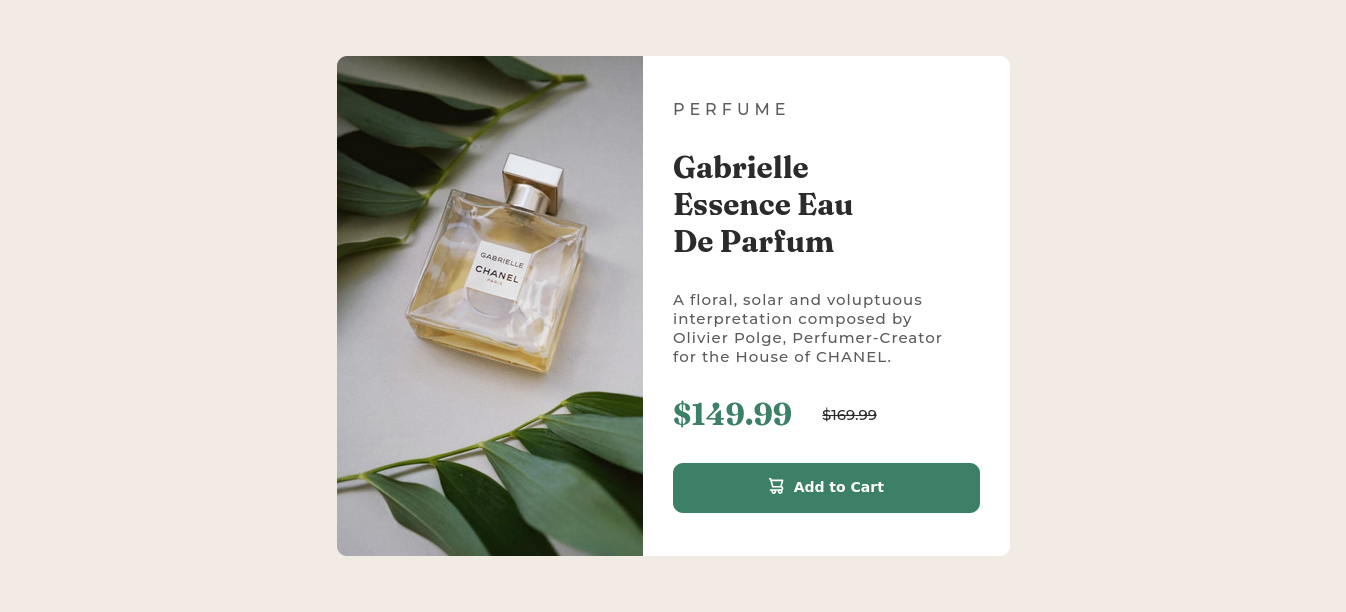 GABRIELLE
CHANEL
PARIS
PERFUME
Gabrielle
Essence Eau
De Parfum
A floral, solar and voluptuous
interpretation composed by
Olivier Polge, Perfumer-Creator
for the House of CHANEL.
$149.99 $169.99
Add to Cart